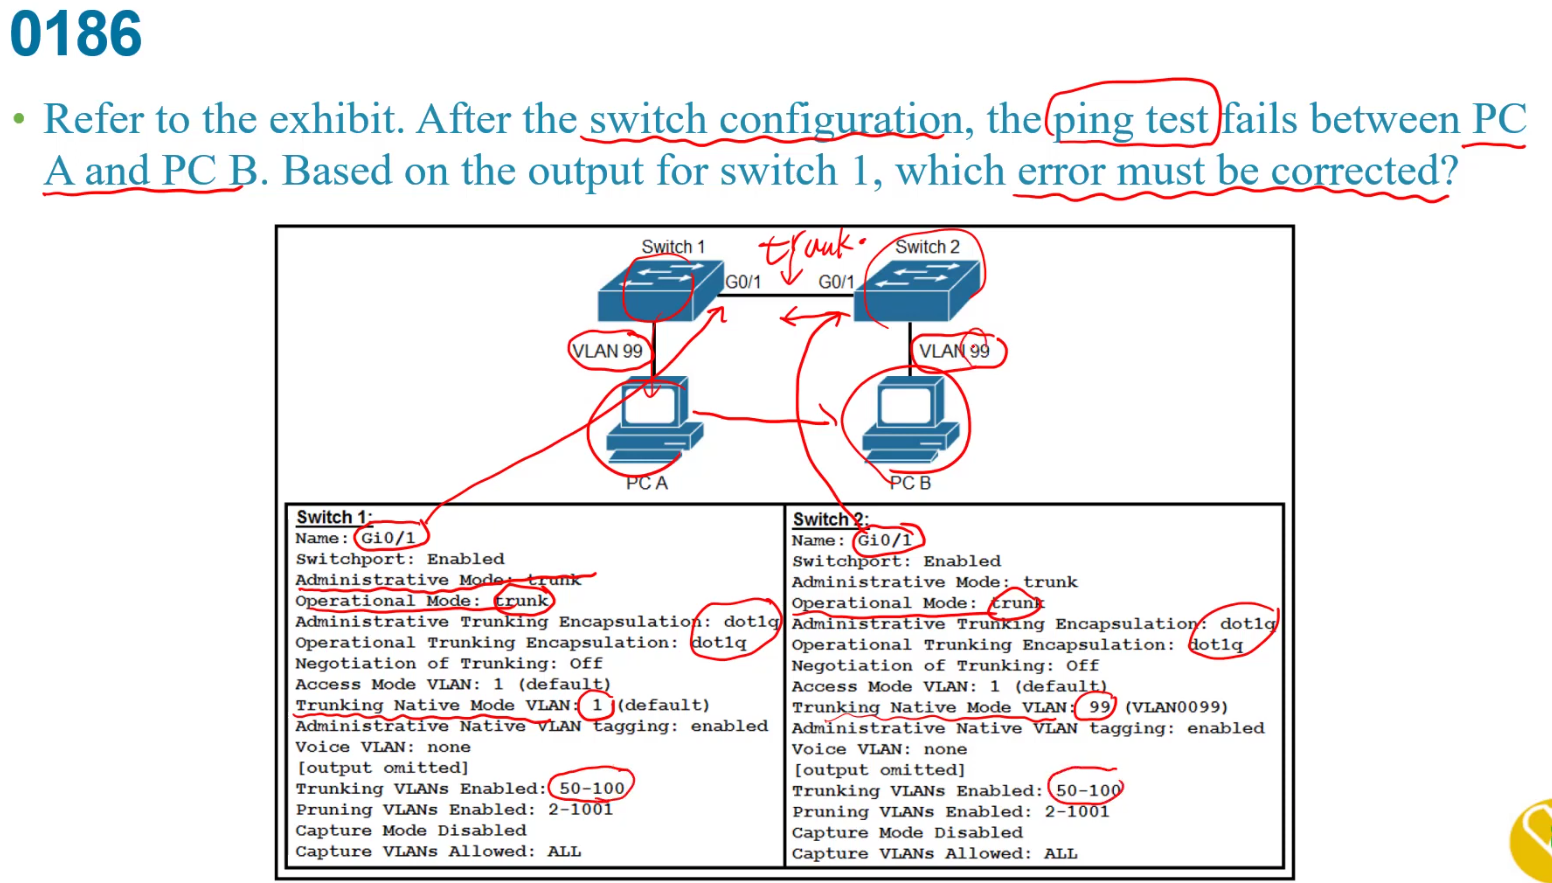 0186
• Refer to the exhibit. After the switch configuration, the ping test fails between PC
A and PC B. Based on the output for switch 1, which error must be corrected?
Switch 1
trunk.
Switch 2
G0/1
G0/1
VLAN 99
VLAN 99
PC A
PC B
Switch 1:
Name: Gi0/1
Switchport: Enabled
Administrative Mode: trunk
Operational Mode: trunk
Administrative Trunking Encapsulation: dot1q
Operational Trunking Encapsulation: dot1q
Negotiation of Trunking: Off
Access Mode VLAN: 1 (default)
Trunking Native Mode VLAN: 1 (default)
Administrative Native VLAN tagging: enabled
Voice VLAN: none
[output omitted]
Trunking VLANs Enabled: 50-100
Pruning VLANs Enabled: 2-1001
Capture Mode Disabled
Capture VLANs Allowed: ALL
Switch 2:
Name: Gi0/1
Switchport: Enabled
Administrative Mode: trunk
Operational Mode: trunk
Administrative Trunking Encapsulation: dot1q
Operational Trunking Encapsulation: dot1q
Negotiation of Trunking: Off
Access Mode VLAN: 1 (default)
Trunking Native Mode VLAN: 99 (VLAN0099)
Administrative Native VLAN tagging: enabled
Voice VLAN: none
[output omitted]
Trunking VLANs Enabled: 50-100
Pruning VLANs Enabled: 2-1001
Capture Mode Disabled
Capture VLANs Allowed: ALL